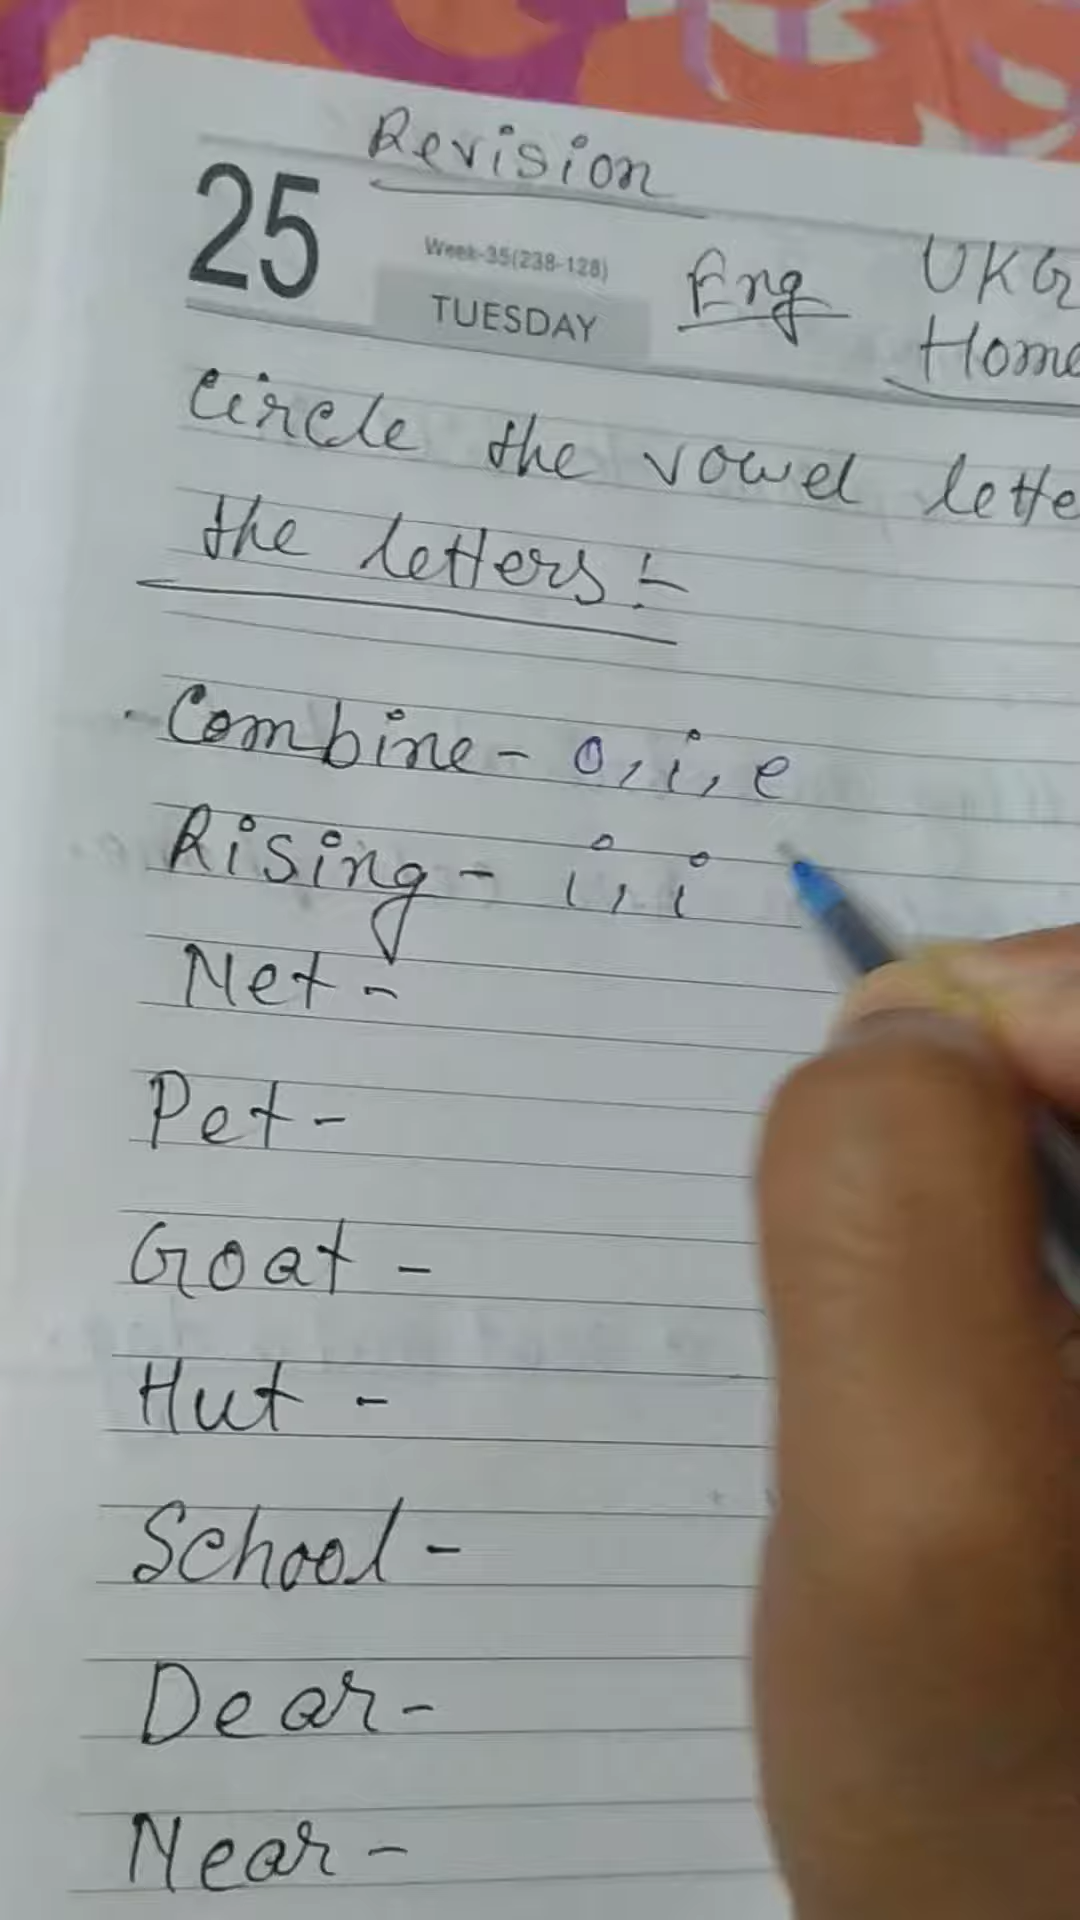 Revision
25
Week-35(238-128)
TUESDAY
Eng
UKG
Home
Circle the vowel lette
the letters :-
Combine - o, i, e
Rising - i, i
Net -
Pet -
Goat -
Hut -
School -
Dear -
Near -